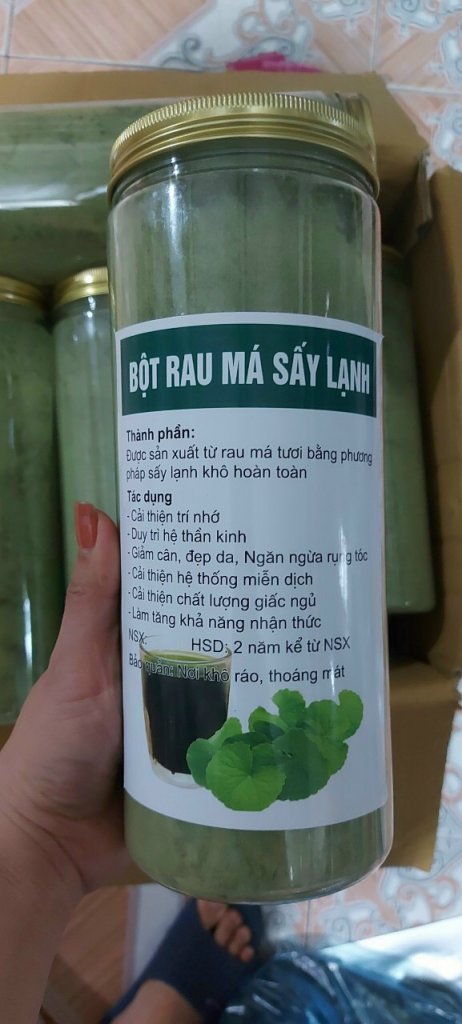 BỘT RAU MÁ SẤY LẠNH
Thành phần:
Được sản xuất từ rau má tươi bằng phương
pháp sấy lạnh khô hoàn toàn
Tác dụng
- Cải thiện trí nhớ
- Duy trì hệ thần kinh
- Giảm cân, đẹp da, Ngăn ngừa rụng tóc
- Cải thiện hệ thống miễn dịch
- Cải thiện chất lượng giấc ngủ
- Làm tăng khả năng nhận thức
NSX: HSD: 2 năm kể từ NSX
Bảo quản: Nơi khô ráo, thoáng mát